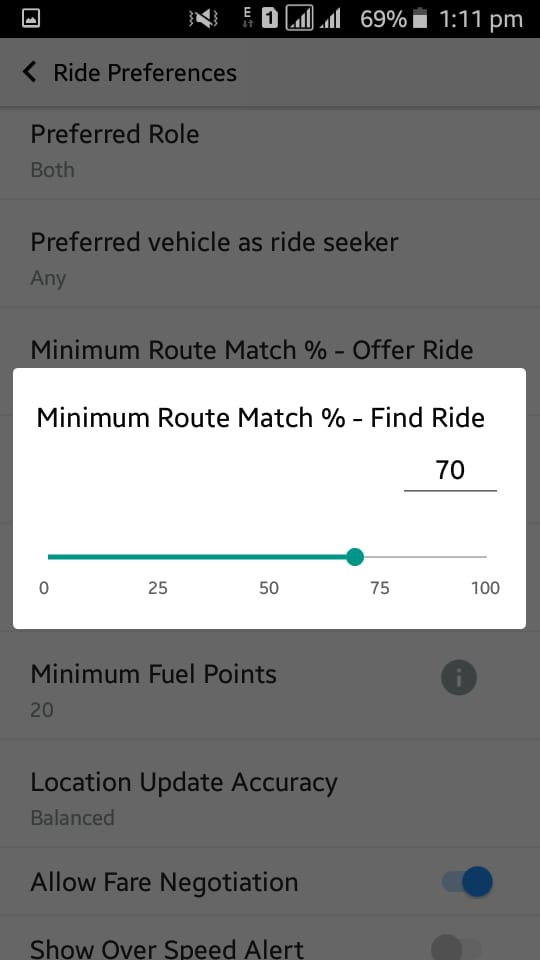 E 1 69% 1:11 pm
Ride Preferences
Preferred Role
Both
Preferred vehicle as ride seeker
Any
Minimum Route Match % - Offer Ride
Minimum Route Match % - Find Ride
70
0 25 50 75 100
Minimum Fuel Points
20
Location Update Accuracy
Balanced
Allow Fare Negotiation
Show Over Speed Alert